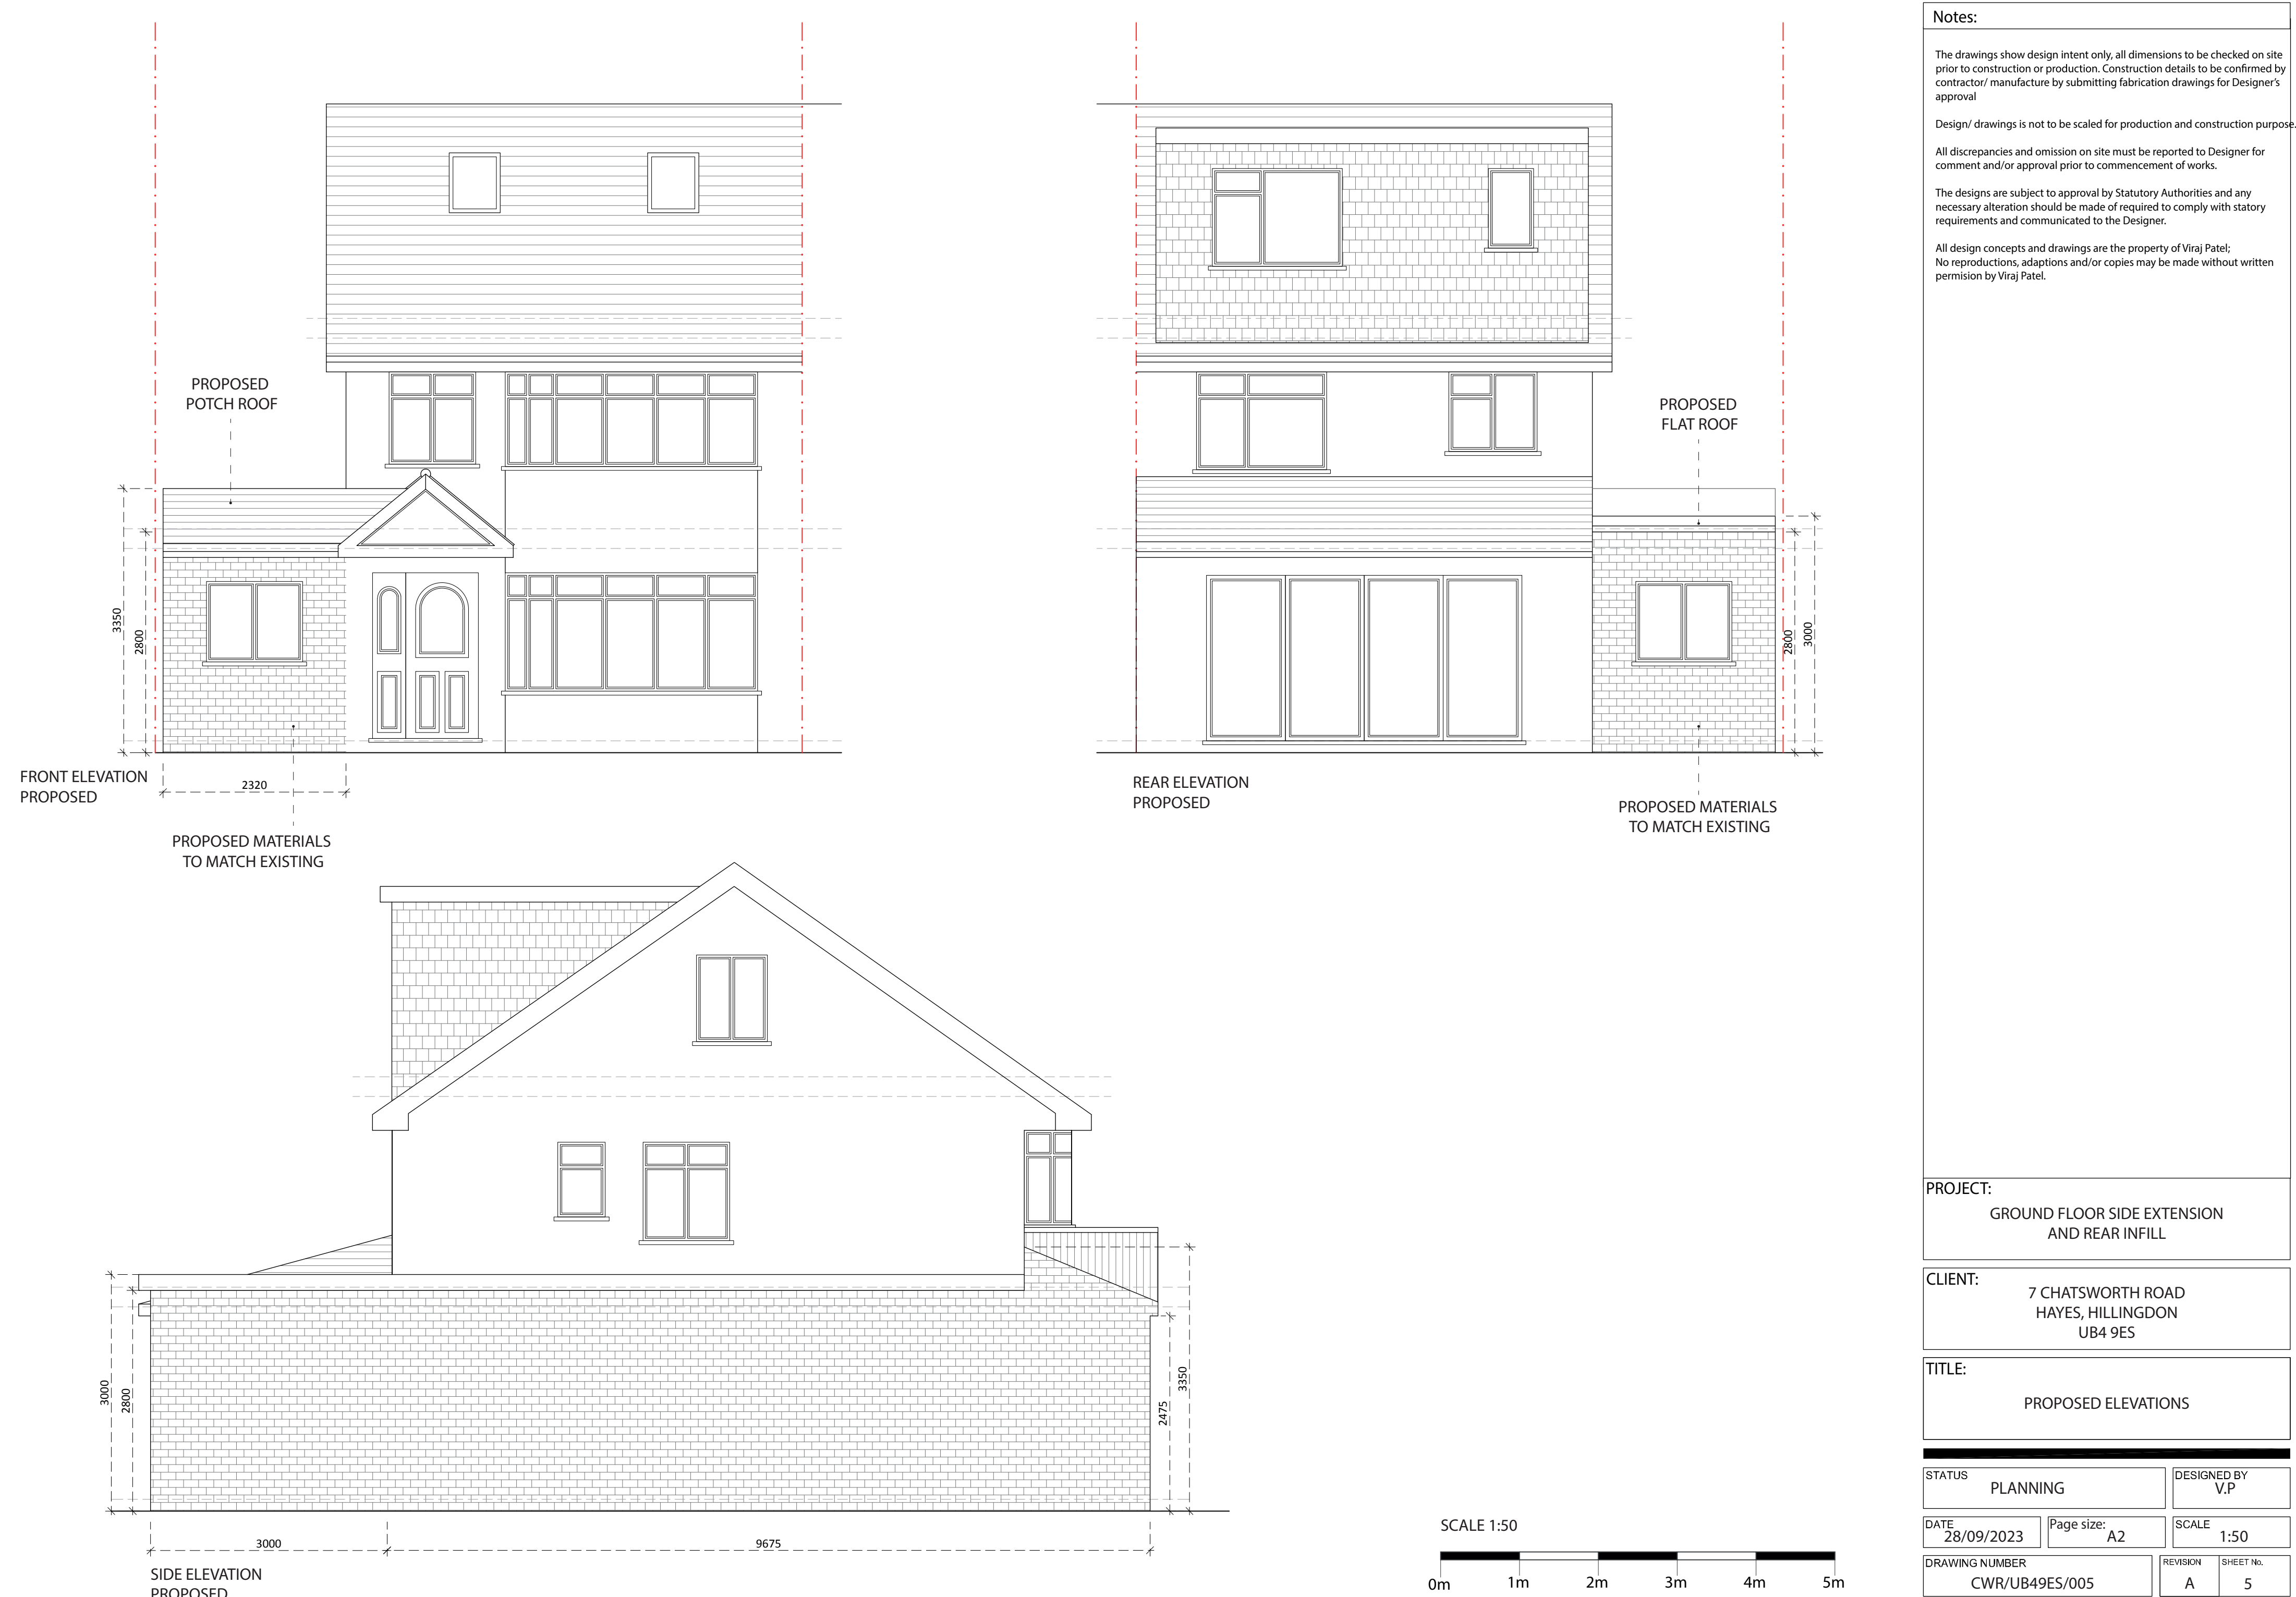 Notes:
The drawings show design intent only, all dimensions to be checked on site
prior to construction or production. Construction details to be confirmed by
contractor/ manufacture by submitting fabrication drawings for Designer's
approval
Design/ drawings is not to be scaled for production and construction purpose.
All discrepancies and omission on site must be reported to Designer for
comment and/or approval prior to commencement of works.
The designs are subject to approval by Statutory Authorities and any
necessary alteration should be made of required to comply with statory
requirements and communicated to the Designer.
All design concepts and drawings are the property of Viraj Patel;
No reproductions, adaptions and/or copies may be made without written
permision by Viraj Patel.
PROPOSED
POTCH ROOF
3350
2800
2320
FRONT ELEVATION
PROPOSED
PROPOSED MATERIALS
TO MATCH EXISTING
PROPOSED
FLAT ROOF
2800
3000
REAR ELEVATION
PROPOSED
PROPOSED MATERIALS
TO MATCH EXISTING
3000
2800
2475
3350
3000
9675
SIDE ELEVATION
PROPOSED
SCALE 1:50
0m
1m
2m
3m
4m
5m
PROJECT:
GROUND FLOOR SIDE EXTENSION
AND REAR INFILL
CLIENT:
7 CHATSWORTH ROAD
HAYES, HILLINGDON
UB4 9ES
TITLE:
PROPOSED ELEVATIONS
STATUS
PLANNING
DESIGNED BY
V.P
DATE
28/09/2023
Page size:
A2
SCALE
1:50
DRAWING NUMBER
CWR/UB49ES/005
REVISION
A
SHEET No.
5